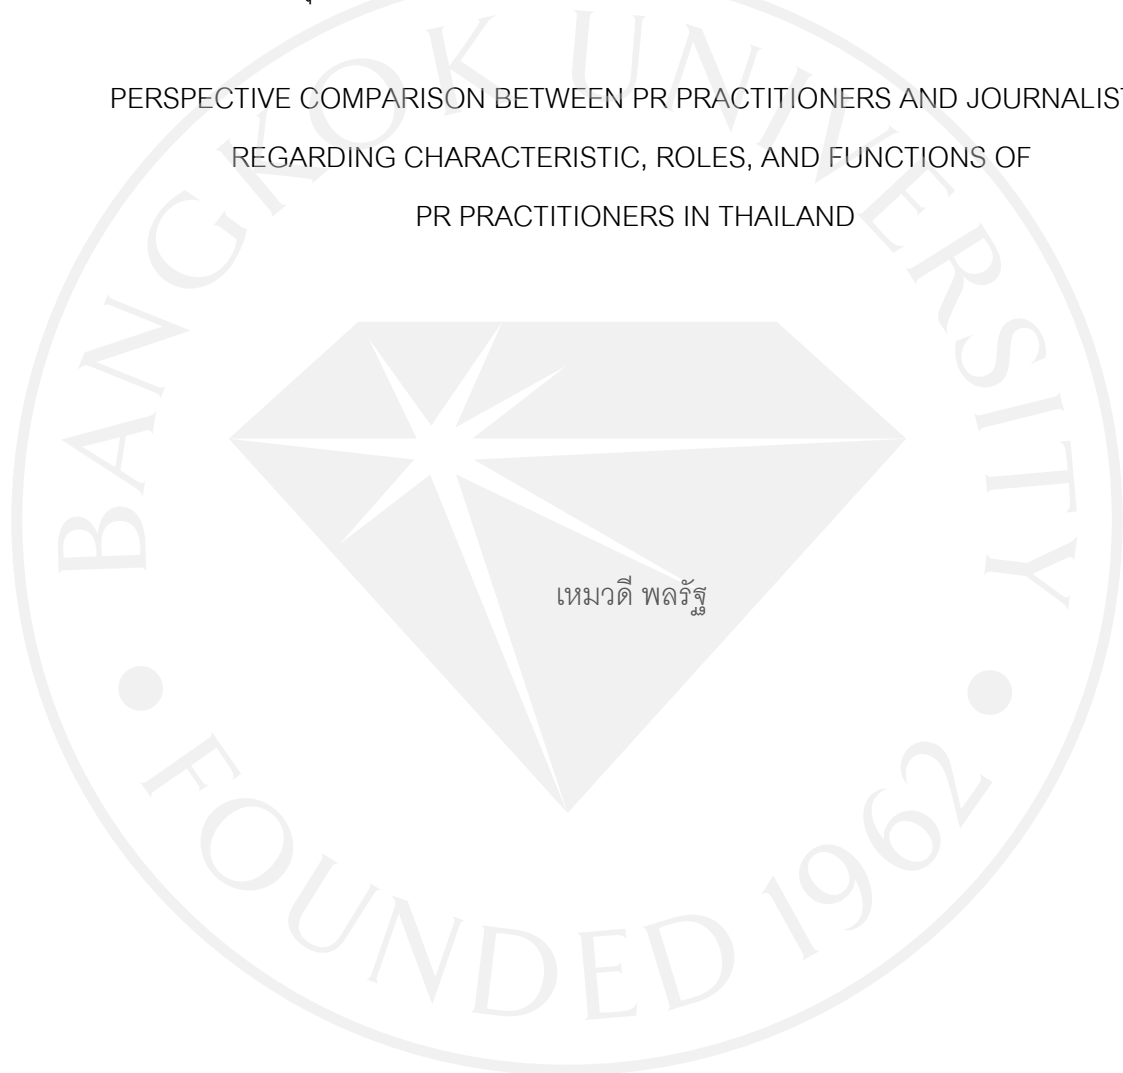 PERSPECTIVE COMPARISON BETWEEN PR PRACTITIONERS AND JOURNALIST
REGARDING CHARACTERISTIC, ROLES, AND FUNCTIONS OF
PR PRACTITIONERS IN THAILAND
เหมวดี พลรัฐ
BANGKOK UNIVERSITY
FOUNDED 1962